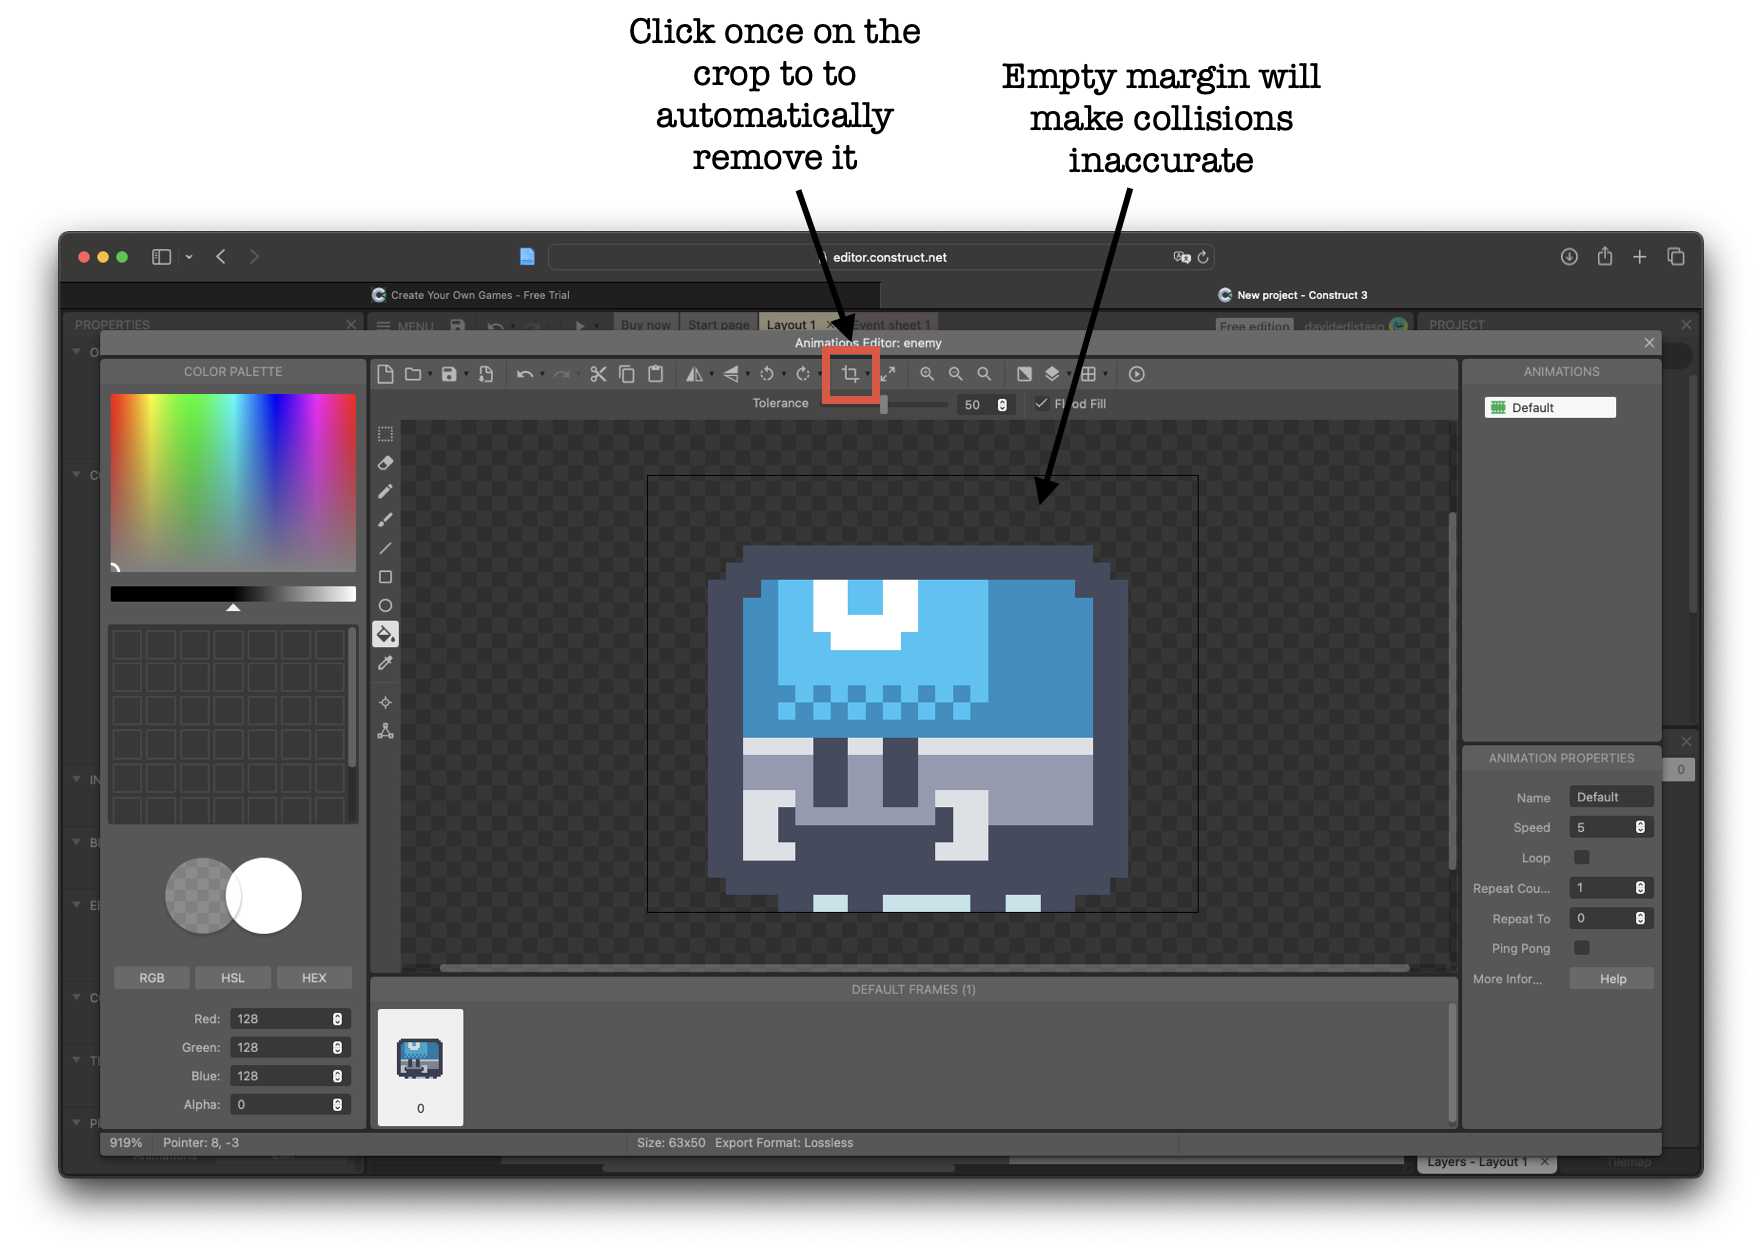 Click once on the
crop to to
automatically
remove it
Empty margin will
make collisions
inaccurate
editor.construct.net
Create Your Own Games - Free Trial
New project - Construct 3
PROPERTIES
MENU
Buy now
Start page
Layout 1
Event sheet 1
Free edition
davidedistaso
PROJECT
Animations Editor: enemy
COLOR PALETTE
ANIMATIONS
Default
Tolerance
50
Flood Fill
ANIMATION PROPERTIES
0
Name
Default
Speed
5
Loop
Repeat Cou...
1
Repeat To
0
Ping Pong
More Infor...
Help
RGB
HSL
HEX
DEFAULT FRAMES (1)
Red:
128
Green:
128
Blue:
128
Alpha:
0
0
919%
Pointer: 8, -3
Size: 63x50
Export Format: Lossless
Animations
Layers - Layout 1
Tilemap